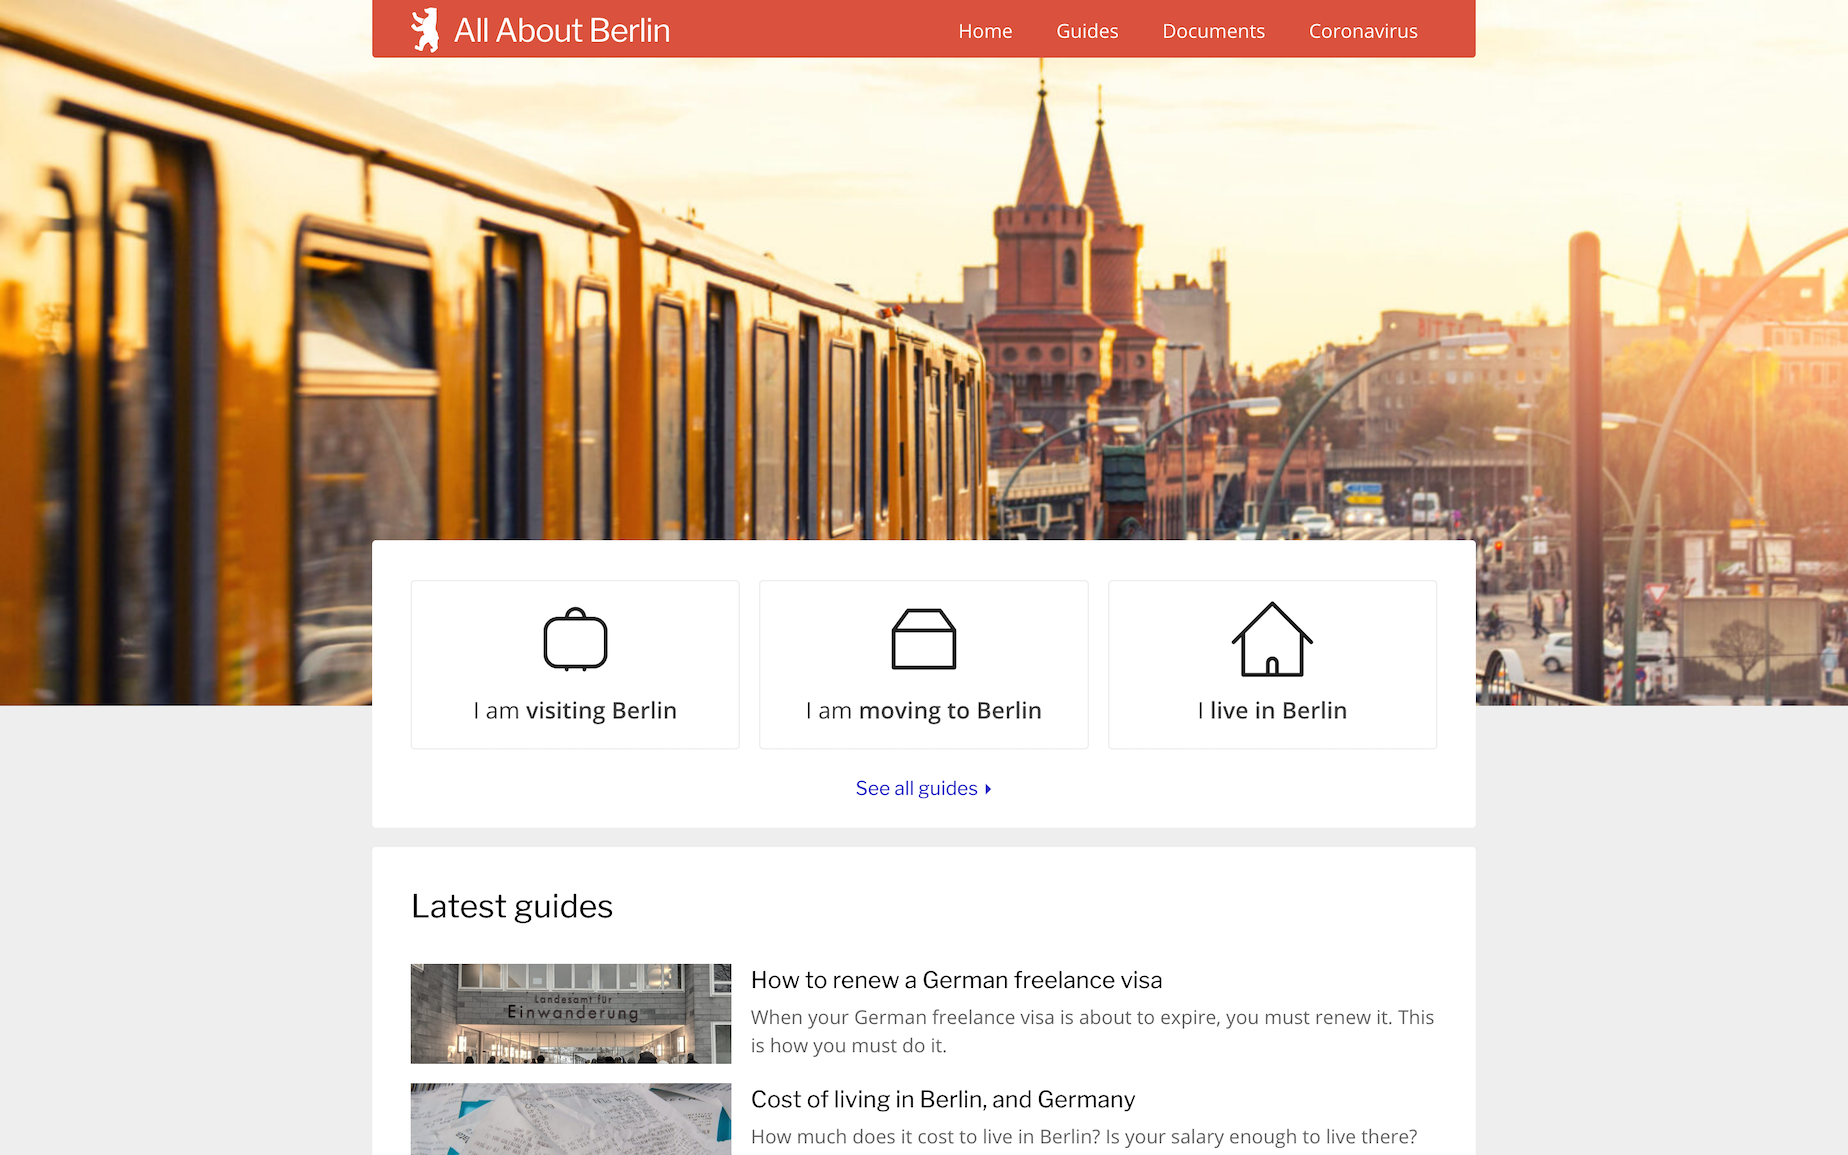 All About Berlin
Home
Guides
Documents
Coronavirus
BITTE
I am visiting Berlin
I am moving to Berlin
I live in Berlin
See all guides
Latest guides
Landesamt für
Einwanderung
How to renew a German freelance visa
When your German freelance visa is about to expire, you must renew it. This
is how you must do it.
Cost of living in Berlin, and Germany
How much does it cost to live in Berlin? Is your salary enough to live there?